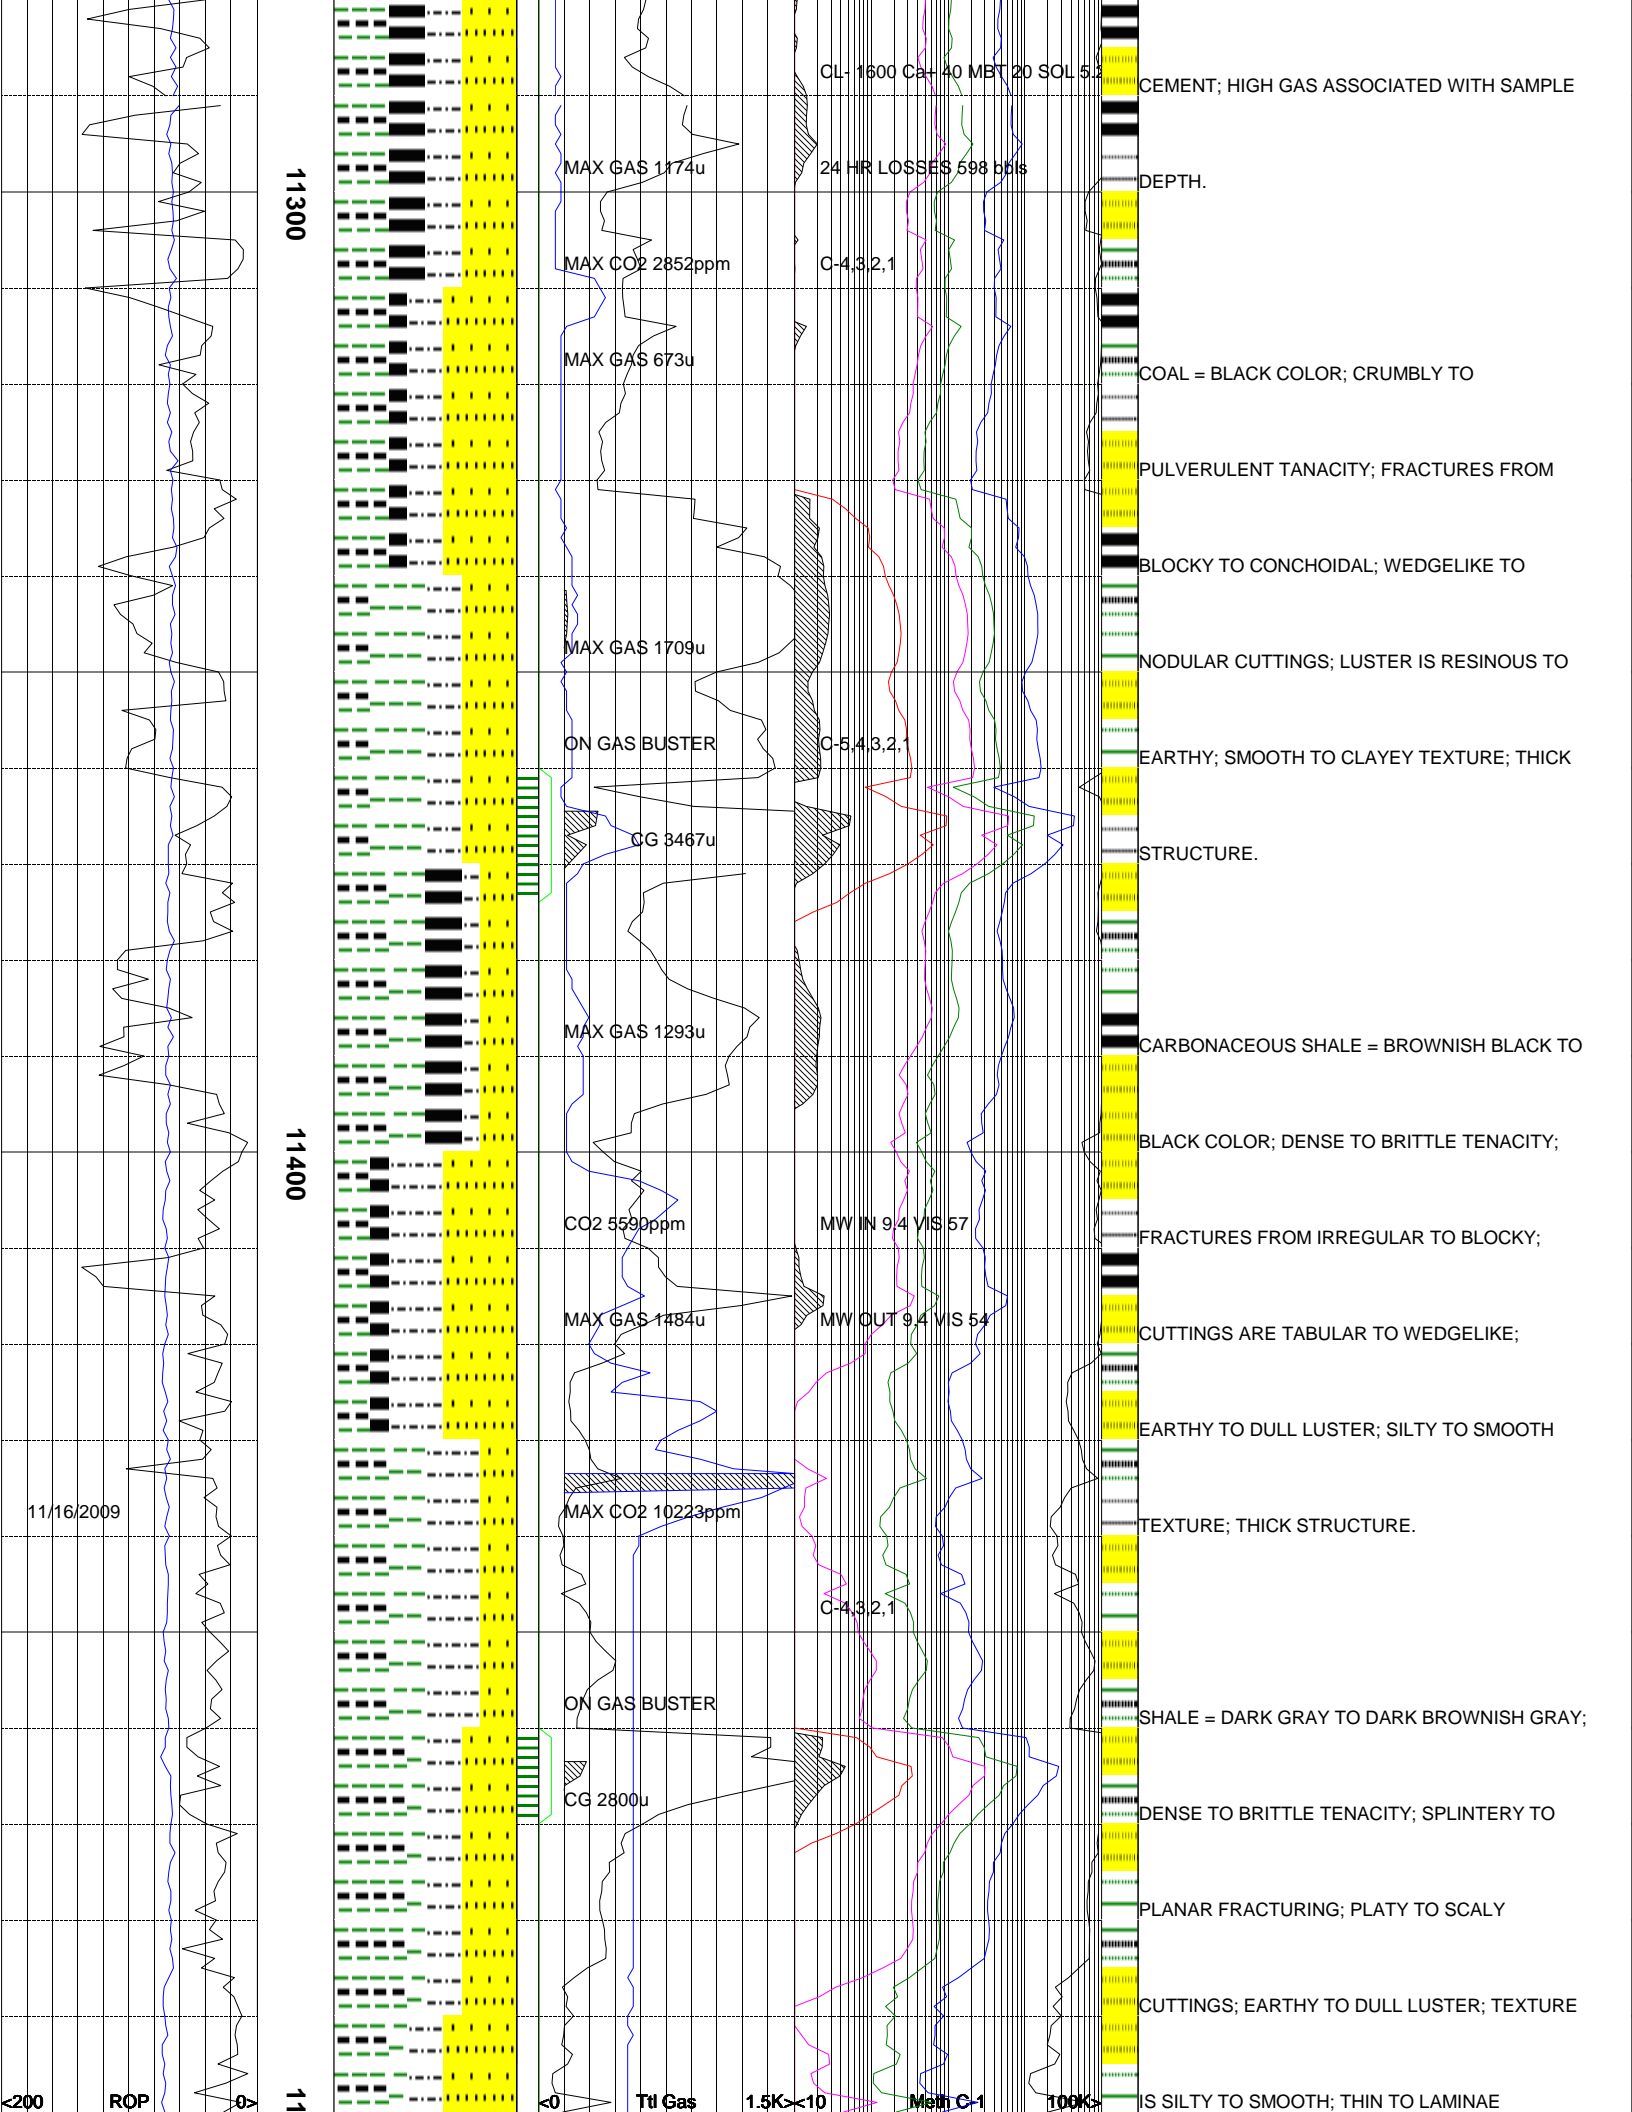 CL- 1600 Ca+ 40 MBT 20 SOL 5.2
CEMENT; HIGH GAS ASSOCIATED WITH SAMPLE
MAX GAS 1174u
24 HR LOSSES 598 bbls
DEPTH.
11300
MAX CO2 2852ppm
C-4,3,2,1
MAX GAS 673u
COAL = BLACK COLOR; CRUMBLY TO
PULVERULENT TANACITY; FRACTURES FROM
BLOCKY TO CONCHOIDAL; WEDGELIKE TO
MAX GAS 1709u
NODULAR CUTTINGS; LUSTER IS RESINOUS TO
ON GAS BUSTER
C-5,4,3,2,1
EARTHY; SMOOTH TO CLAYEY TEXTURE; THICK
CG 3467u
STRUCTURE.
MAX GAS 1293u
CARBONACEOUS SHALE = BROWNISH BLACK TO
11400
BLACK COLOR; DENSE TO BRITTLE TENACITY;
CO2 5590ppm
MW IN 9.4 VIS 57
FRACTURES FROM IRREGULAR TO BLOCKY;
MAX GAS 1484u
MW OUT 9.4 VIS 54
CUTTINGS ARE TABULAR TO WEDGELIKE;
EARTHY TO DULL LUSTER; SILTY TO SMOOTH
11/16/2009
MAX CO2 10223ppm
TEXTURE; THICK STRUCTURE.
C-4,3,2,1
ON GAS BUSTER
SHALE = DARK GRAY TO DARK BROWNISH GRAY;
CG 2800u
DENSE TO BRITTLE TENACITY; SPLINTERY TO
PLANAR FRACTURING; PLATY TO SCALY
CUTTINGS; EARTHY TO DULL LUSTER; TEXTURE
11
<200 ROP 0> <0 Ttl Gas 1.5K> <10 Meth C-1 100K>
IS SILTY TO SMOOTH; THIN TO LAMINAE